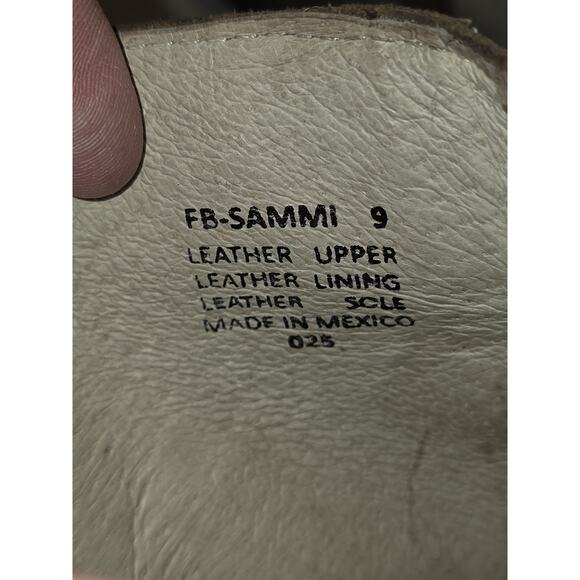 FB-SAMMI 9
LEATHER UPPER
LEATHER LINING
LEATHER SOLE
MADE IN MEXICO
025